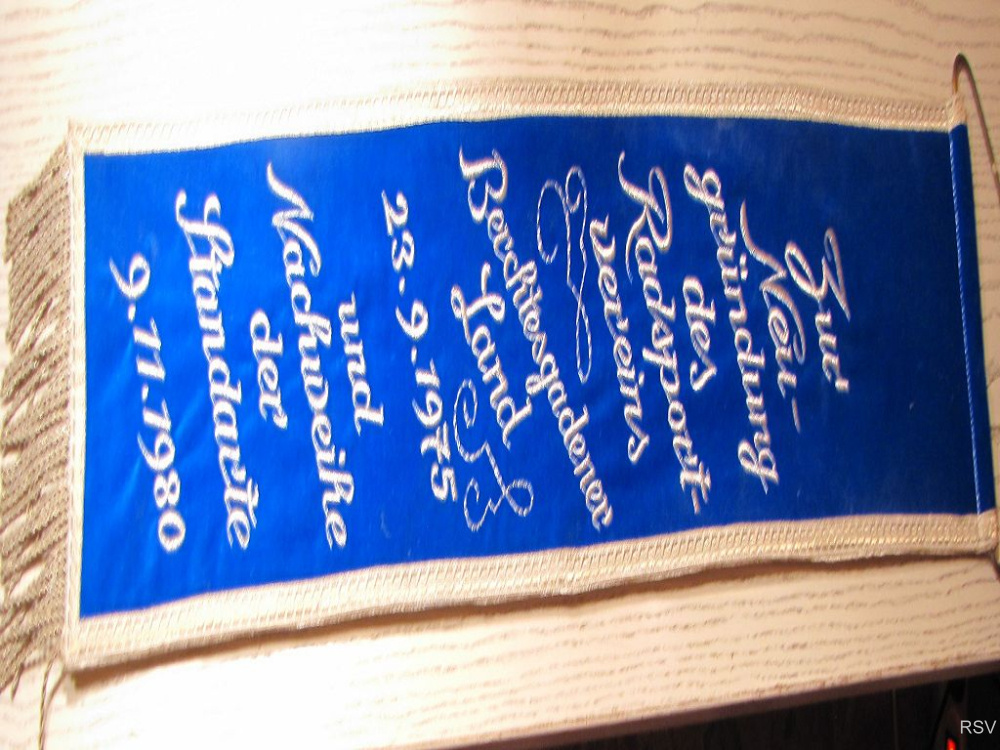 Zur
Neu-
gründung
des
Radsport-
vereins
Berchtesgadener
Land
23.9.1975
und
Nachweihe
der
Standarte
9.11.1980
RSV